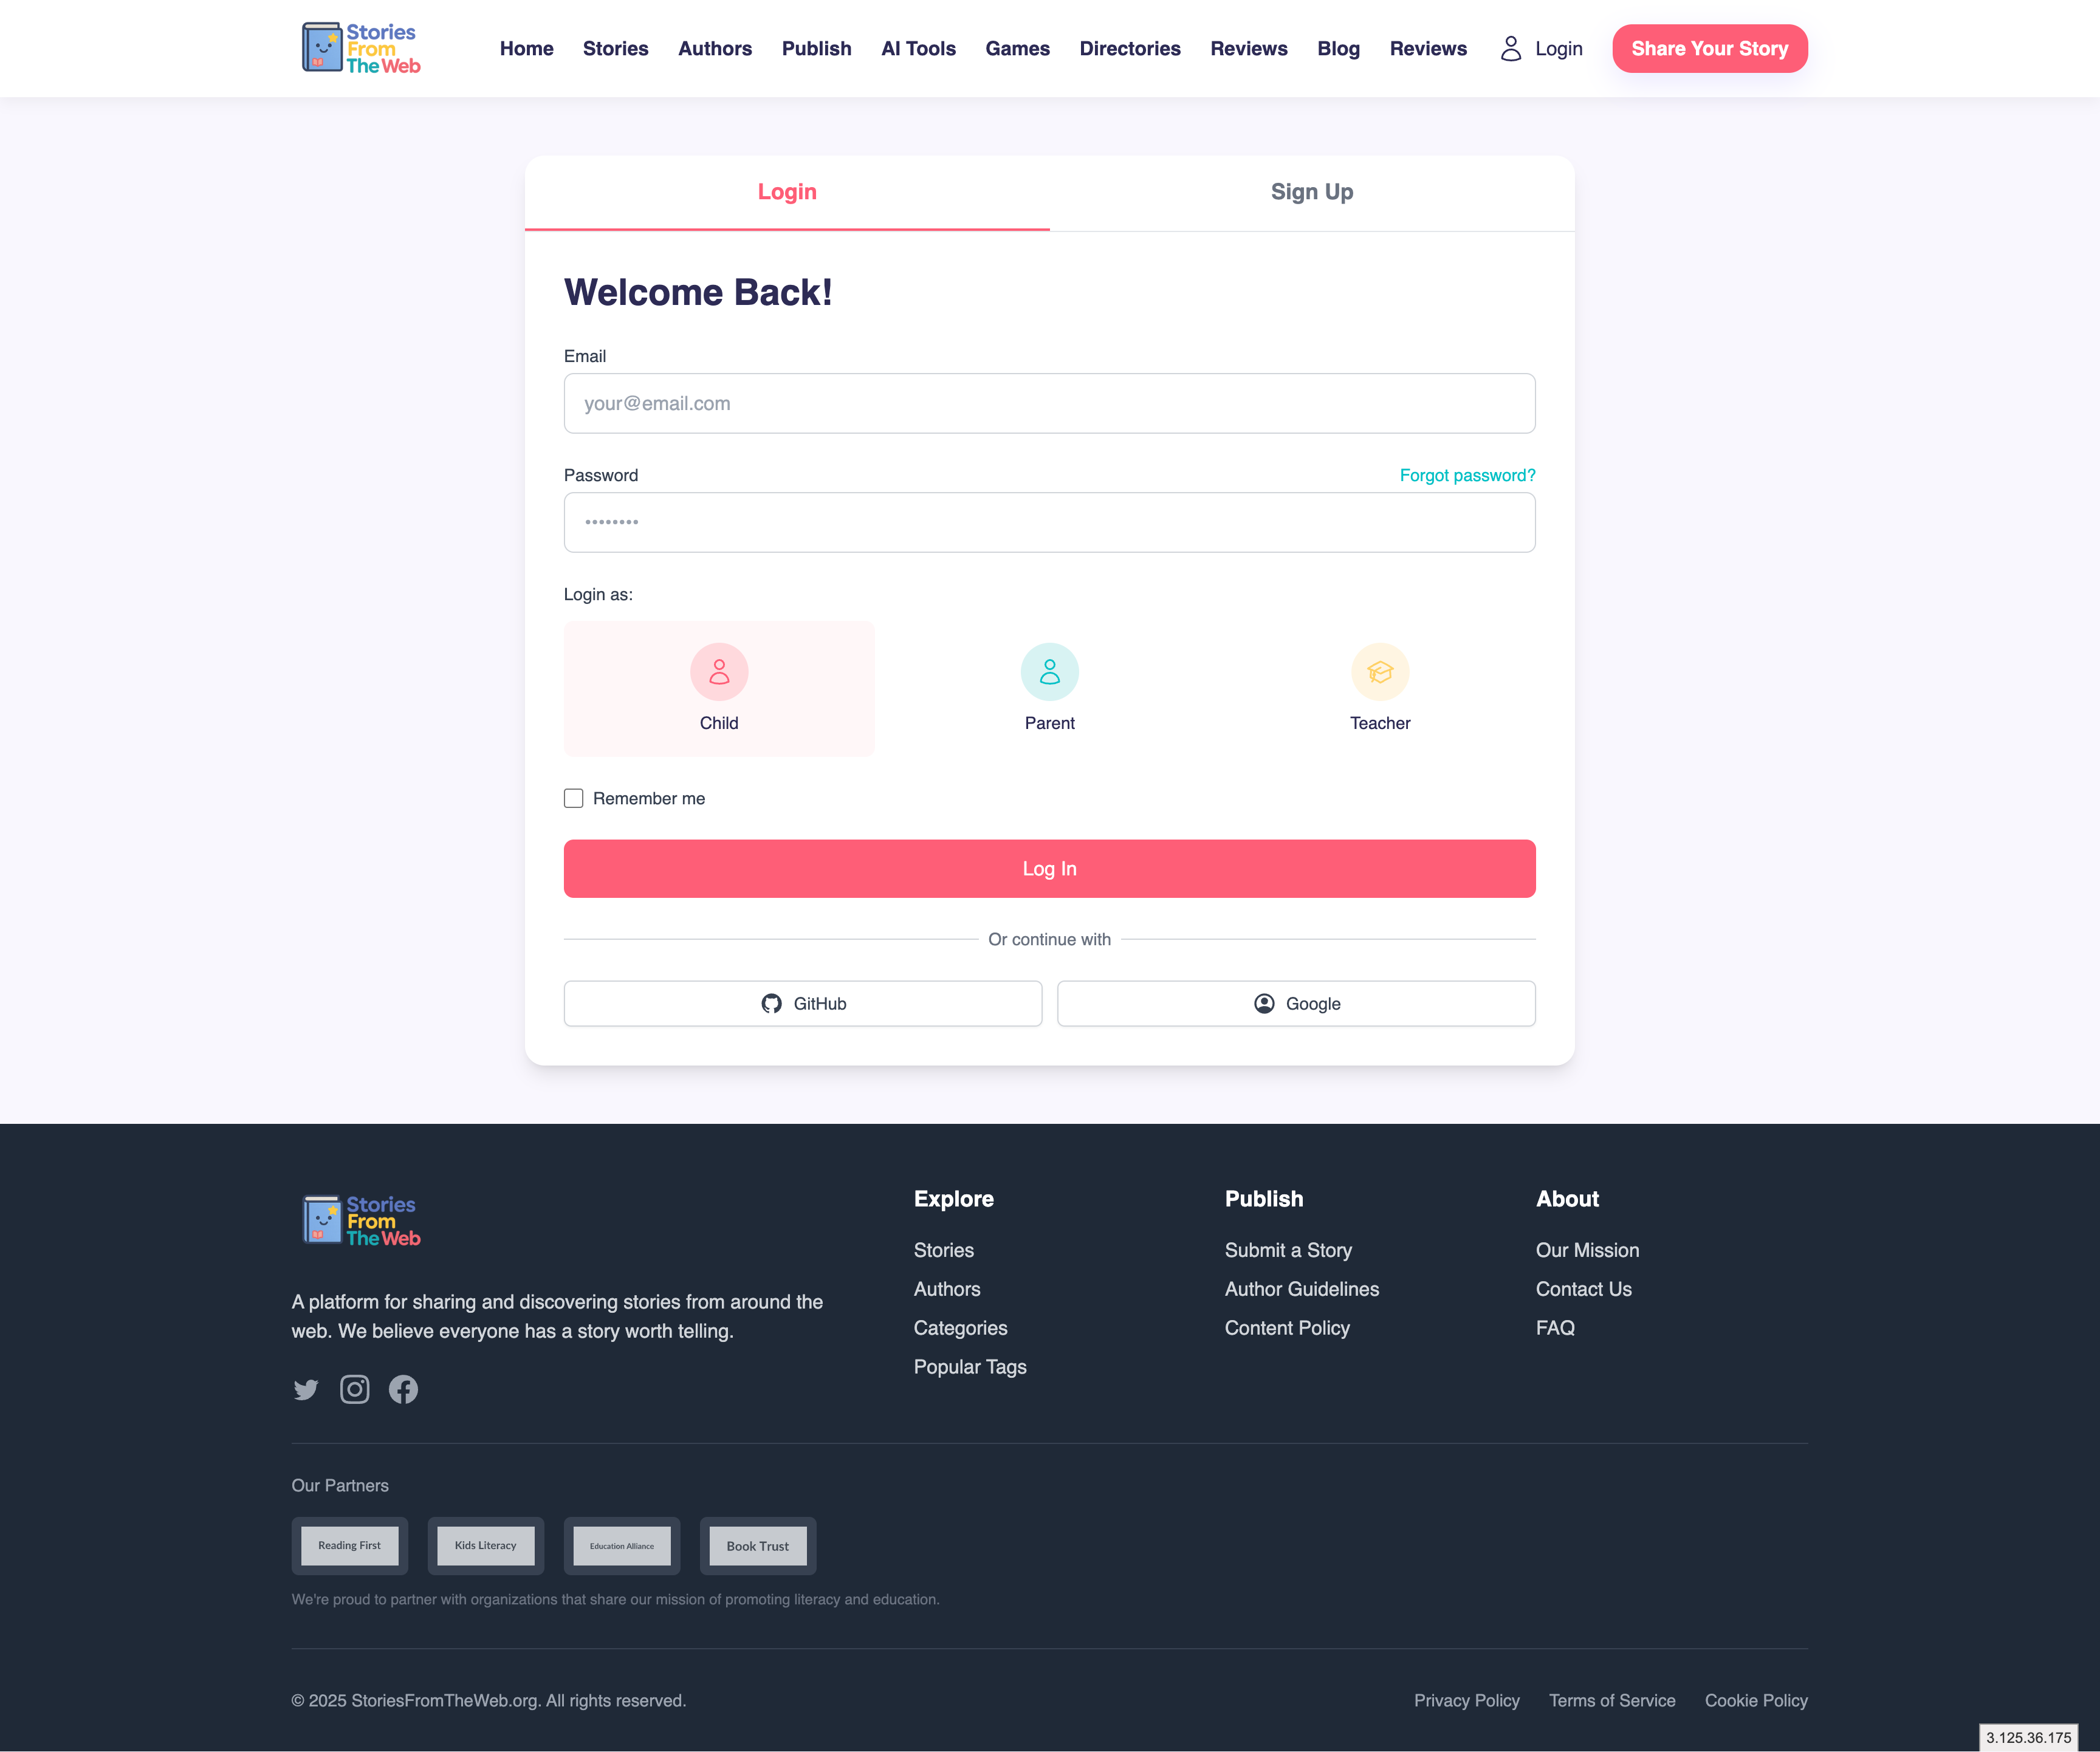 Stories
From
The Web
Home
Stories
Authors
Publish
AI Tools
Games
Directories
Reviews
Blog
Reviews
Login
Share Your Story
Login
Sign Up
Welcome Back!
Email
your@email.com
Password
Forgot password?
••••••••
Login as:
Child
Parent
Teacher
Remember me
Log In
Or continue with
GitHub
Google
Stories
From
The Web
A platform for sharing and discovering stories from around the
web. We believe everyone has a story worth telling.
Explore
Stories
Authors
Categories
Popular Tags
Publish
Submit a Story
Author Guidelines
Content Policy
About
Our Mission
Contact Us
FAQ
Our Partners
Reading First
Kids Literacy
Education Alliance
Book Trust
We're proud to partner with organizations that share our mission of promoting literacy and education.
© 2025 StoriesFromTheWeb.org. All rights reserved.
Privacy Policy
Terms of Service
Cookie Policy
3.125.36.175